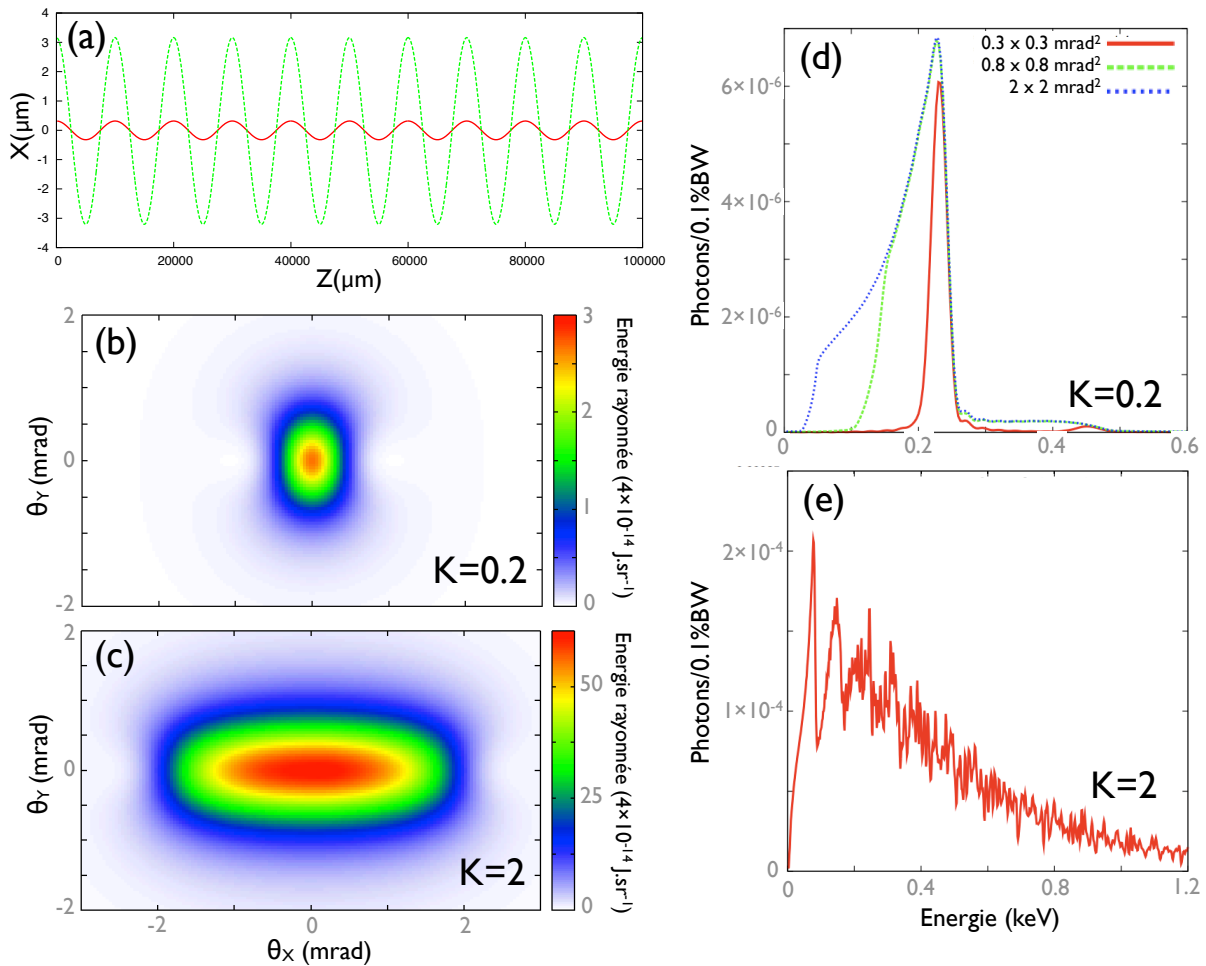 (a)
4
3
2
1
0
-1
-2
-3
-4
X(μm)
0 20000 40000 60000 80000 100000
Z(μm)
(b)
2
0
-2
θY (mrad)
K=0.2
3
2
1
0
Energie rayonnée (4×10⁻¹⁴ J.sr⁻¹)
(c)
2
0
-2
θY (mrad)
K=2
50
25
0
Energie rayonnée (4×10⁻¹⁴ J.sr⁻¹)
-2 0 2
θX (mrad)
(d)
0.3 x 0.3 mrad²
0.8 x 0.8 mrad²
2 x 2 mrad²
6×10⁻⁶
4×10⁻⁶
2×10⁻⁶
0
Photons/0.1%BW
K=0.2
0 0.2 0.4 0.6
(e)
2×10⁻⁴
1×10⁻⁴
0
Photons/0.1%BW
K=2
0 0.4 0.8 1.2
Energie (keV)